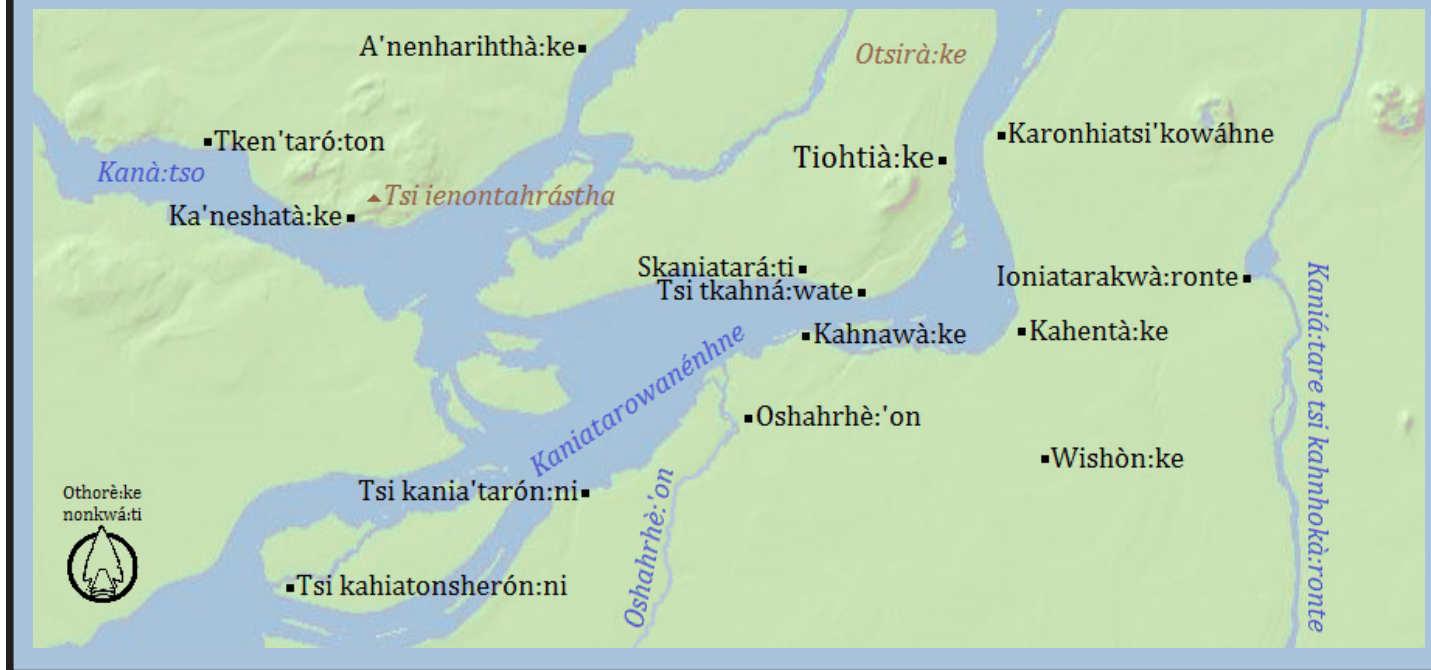 A'nenharihthà:ke
Otsirà:ke
Tken'taró:ton
Karonhiatsi'kowáhne
Tiohtià:ke
Kanà:tso
Tsi ienontahrástha
Ka'neshatà:ke
Skaniatará:ti
Ioniatarakwà:ronte
Tsi tkahná:wate
Kahnawà:ke
Kahentà:ke
Kaniatarowanénhne
Kaniá:tare tsi kahnhokà:ronte
Oshahrhè:'on
Wishòn:ke
Tsi kania'tarón:ni
Othorè:ke
nonkwá:ti
Oshahrhè:'on
Tsi kahiatonsherón:ni